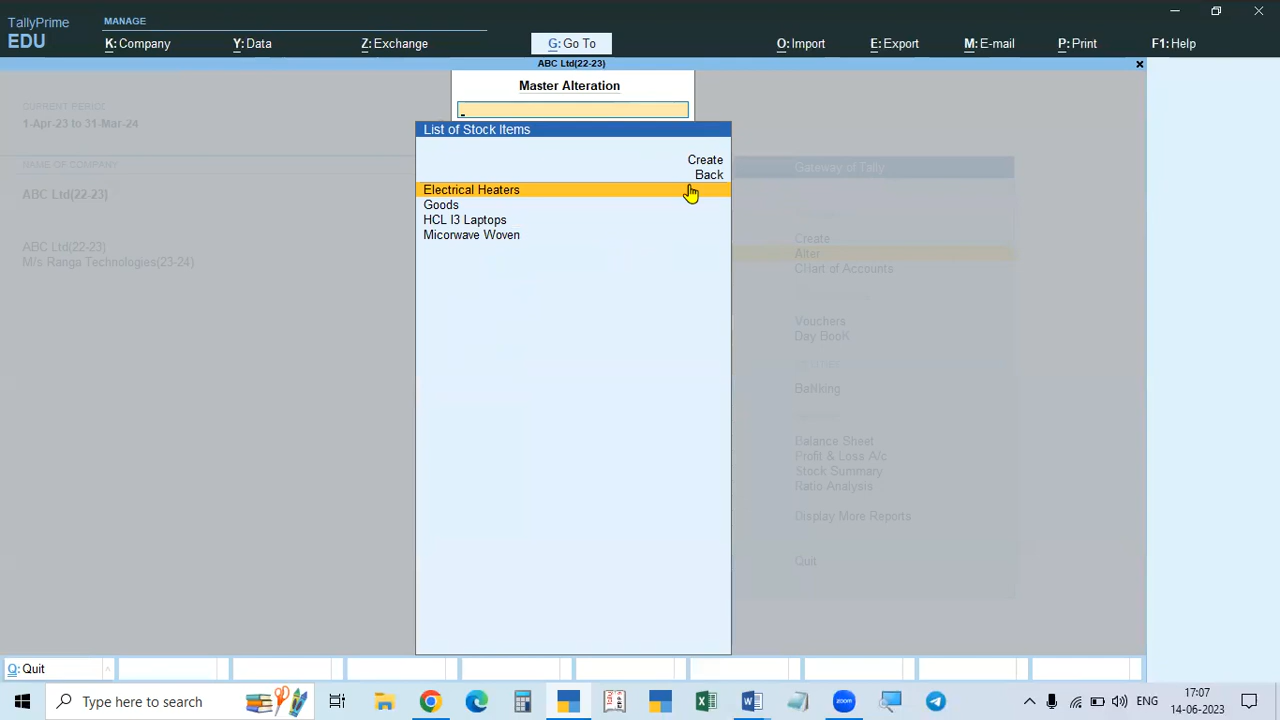 TallyPrime
EDU
MANAGE
K: Company
Y: Data
Z: Exchange
G: Go To
O: Import
E: Export
M: E-mail
P: Print
F1: Help
ABC Ltd(22-23)
Master Alteration
List of Stock Items
Create
Back
Electrical Heaters
Goods
HCL I3 Laptops
Micorwave Woven
CURRENT PERIOD
1-Apr-23 to 31-Mar-24
NAME OF COMPANY
ABC Ltd(22-23)
ABC Ltd(22-23)
M/s Ranga Technologies(23-24)
Gateway of Tally
Create
Alter
CHart of Accounts
Vouchers
Day BooK
BaNking
Balance Sheet
Profit & Loss A/c
Stock Summary
Ratio Analysis
Display More Reports
Quit
Q: Quit
Type here to search
zoom
ENG
17:07
14-06-2023